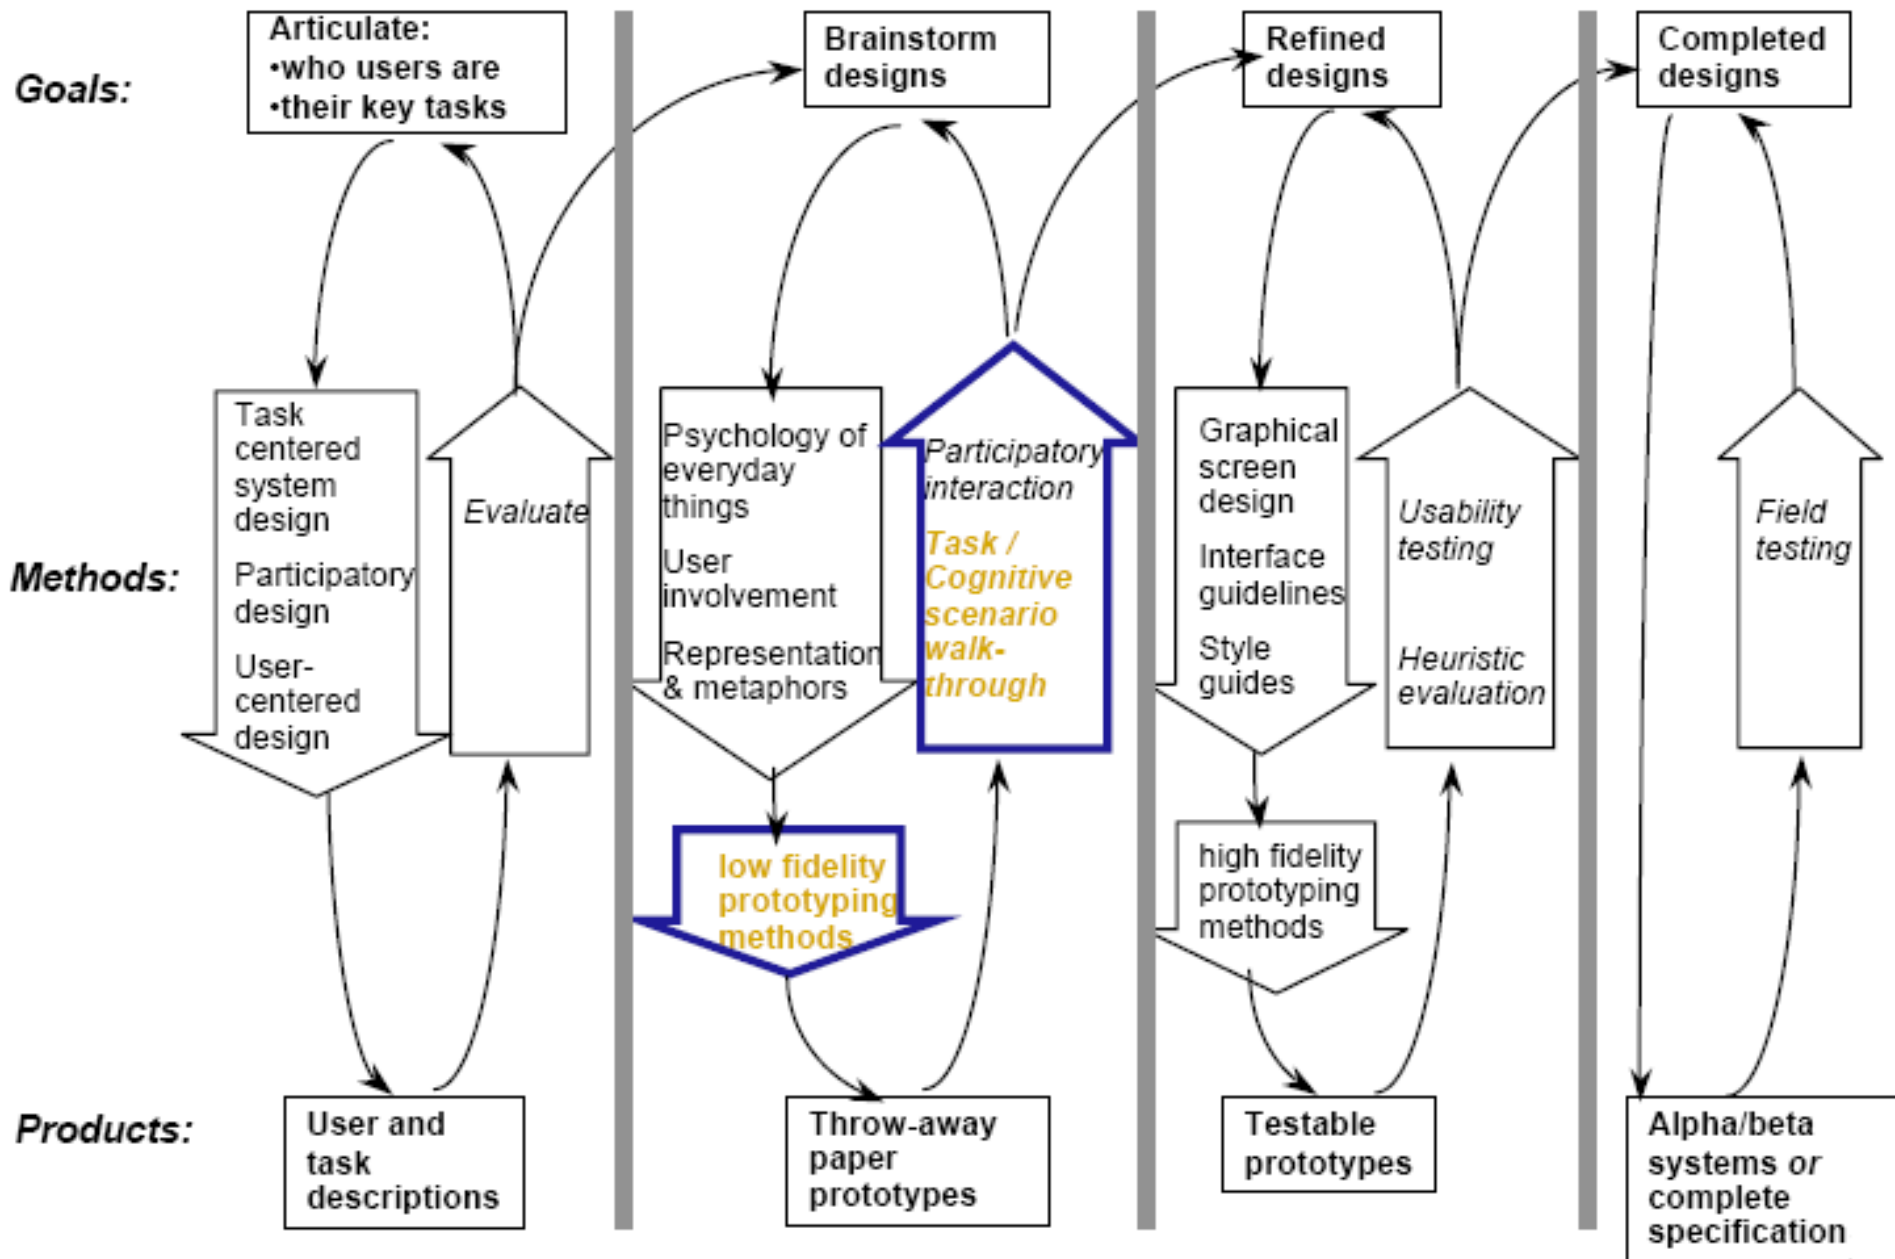 Goals:
Articulate:
•who users are
•their key tasks
Brainstorm
designs
Refined
designs
Completed
designs
Methods:
Task
centered
system
design
Participatory
design
User-
centered
design
Evaluate
Psychology of
everyday
things
User
involvement
Representation
& metaphors
low fidelity
prototyping
methods
Participatory
interaction
Task /
Cognitive
scenario
walk-
through
Graphical
screen
design
Interface
guidelines
Style
guides
high fidelity
prototyping
methods
Usability
testing
Heuristic
evaluation
Field
testing
Products:
User and
task
descriptions
Throw-away
paper
prototypes
Testable
prototypes
Alpha/beta
systems or
complete
specification